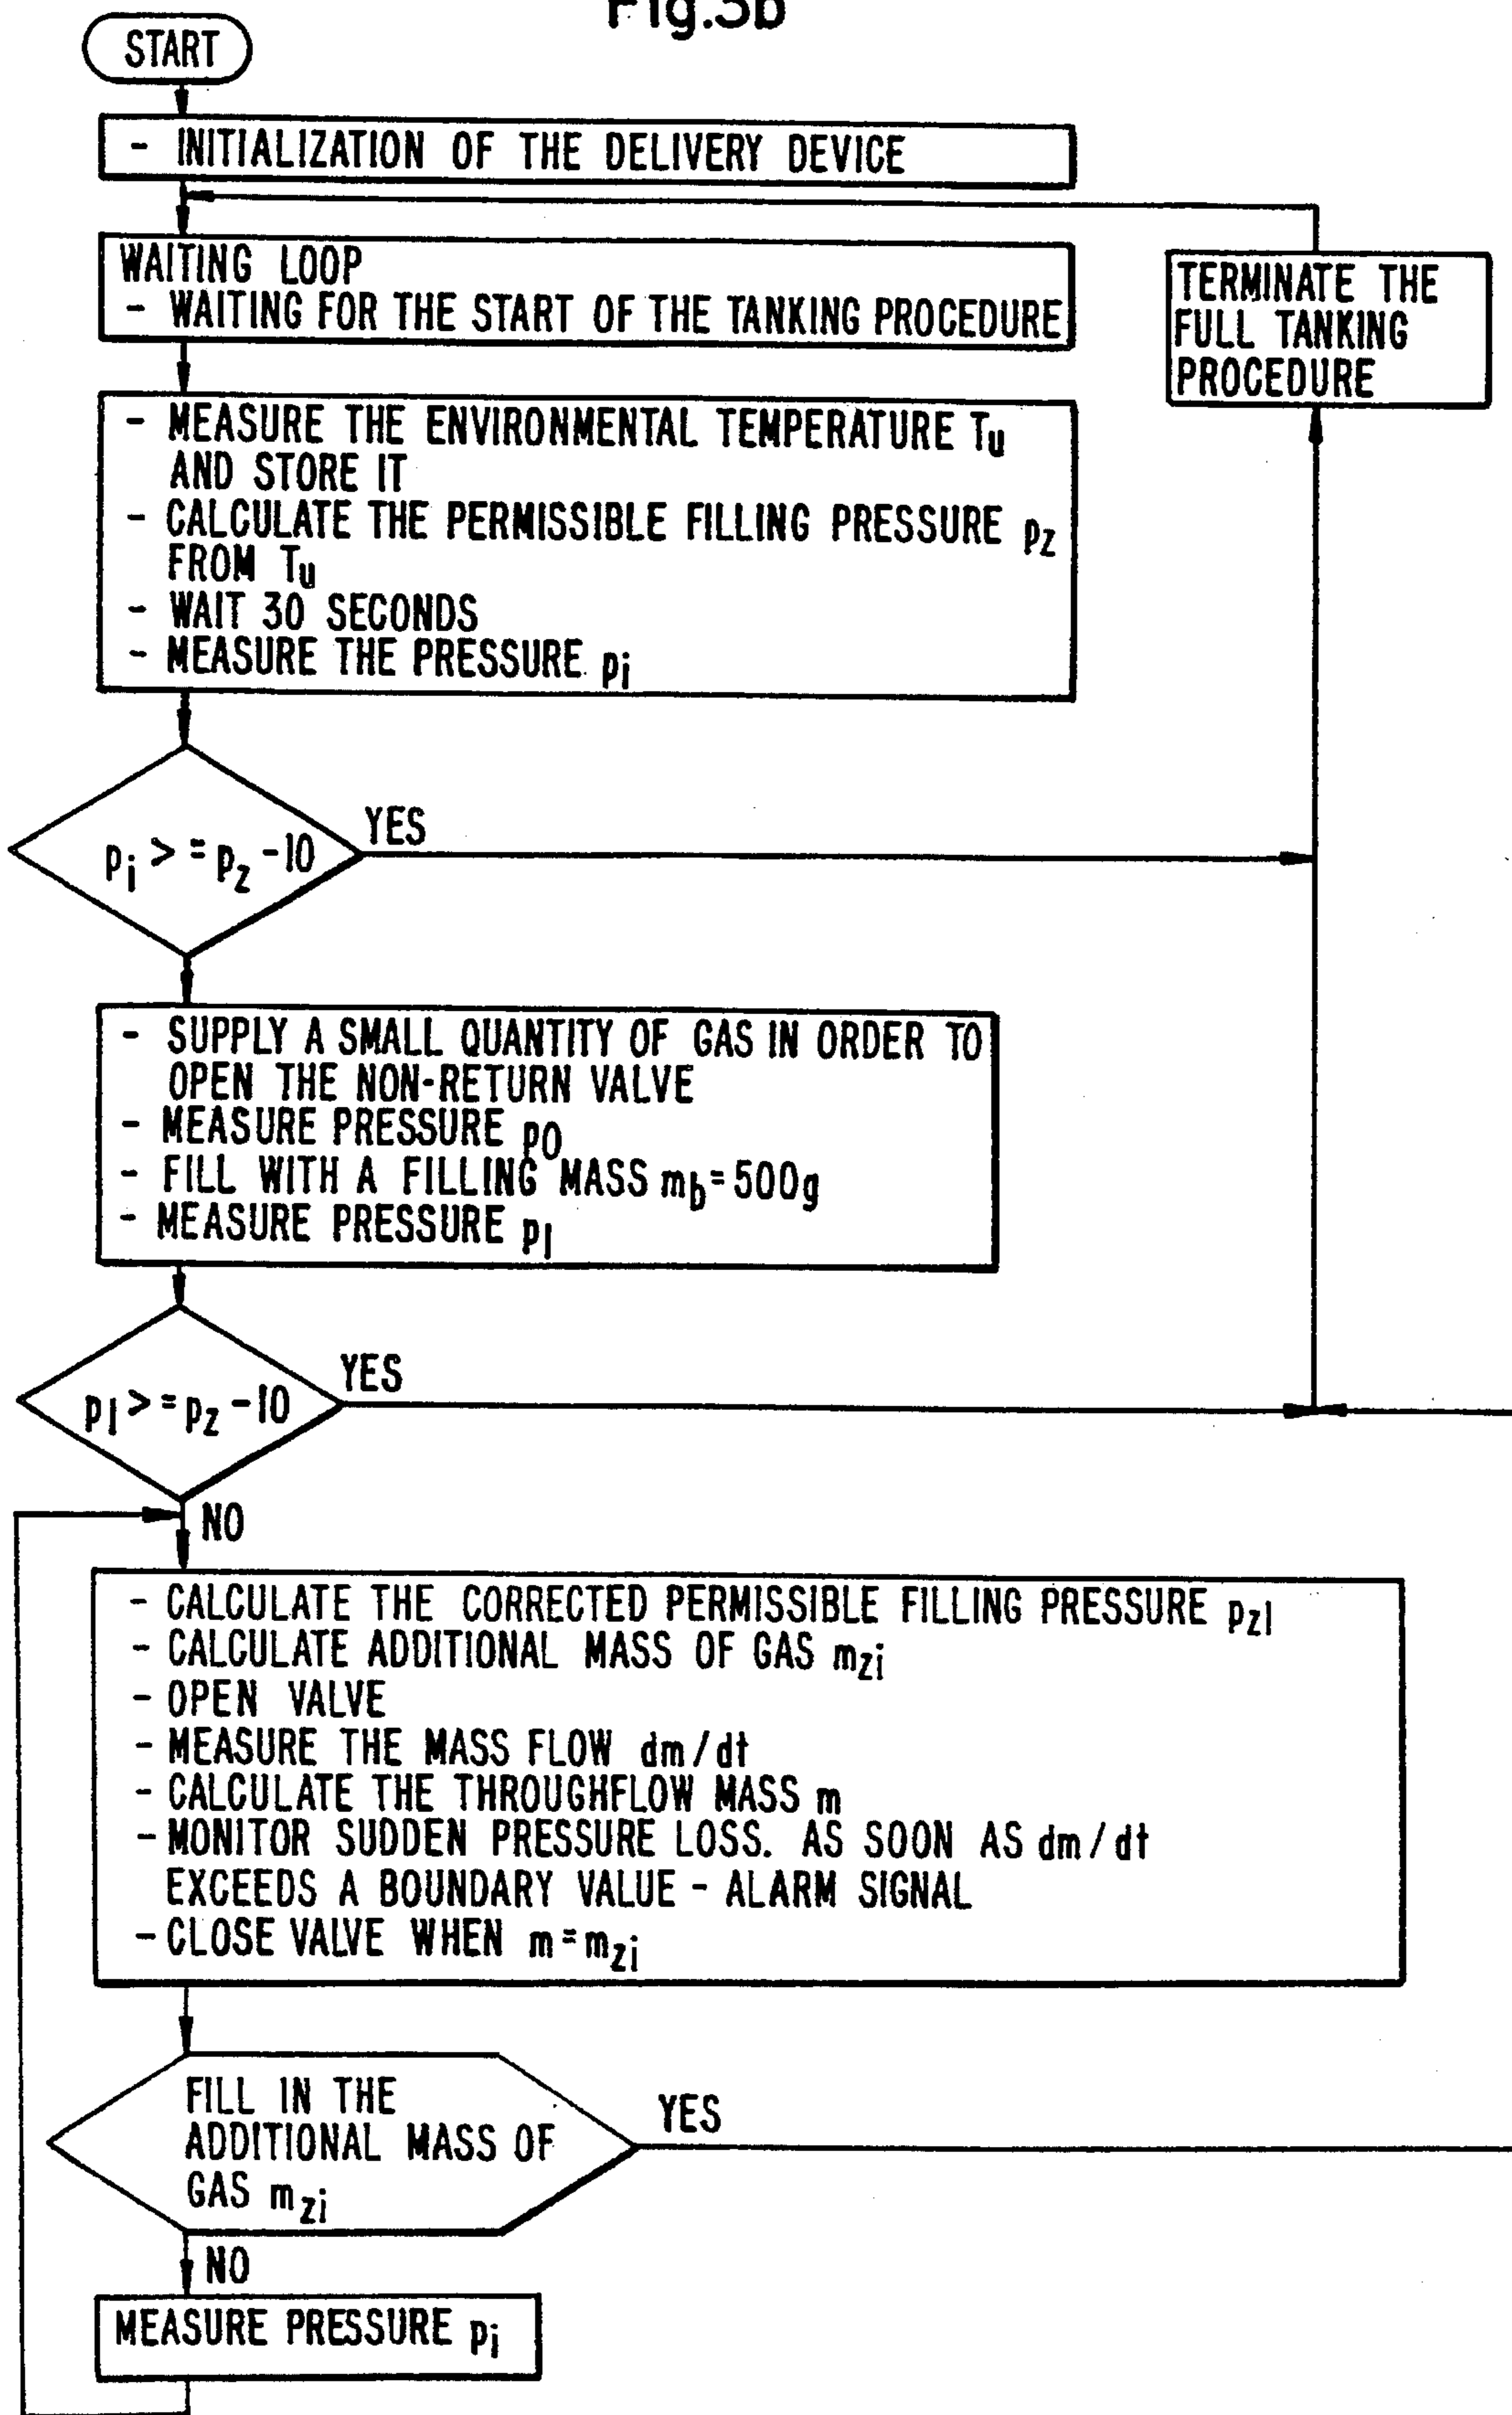 Fig.3b
START
- INITIALIZATION OF THE DELIVERY DEVICE
WAITING LOOP
- WAITING FOR THE START OF THE TANKING PROCEDURE
TERMINATE THE
FULL TANKING
PROCEDURE
- MEASURE THE ENVIRONMENTAL TEMPERATURE Tu
AND STORE IT
- CALCULATE THE PERMISSIBLE FILLING PRESSURE pz
FROM Tu
- WAIT 30 SECONDS
- MEASURE THE PRESSURE pi
YES
pi >= pz -10
- SUPPLY A SMALL QUANTITY OF GAS IN ORDER TO
OPEN THE NON-RETURN VALVE
- MEASURE PRESSURE p0
- FILL WITH A FILLING MASS mb=500g
- MEASURE PRESSURE p1
YES
p1 >= pz -10
NO
- CALCULATE THE CORRECTED PERMISSIBLE FILLING PRESSURE pz1
- CALCULATE ADDITIONAL MASS OF GAS mzi
- OPEN VALVE
- MEASURE THE MASS FLOW dm/dt
- CALCULATE THE THROUGHFLOW MASS m
- MONITOR SUDDEN PRESSURE LOSS. AS SOON AS dm/dt
EXCEEDS A BOUNDARY VALUE - ALARM SIGNAL
- CLOSE VALVE WHEN m=mzi
FILL IN THE
ADDITIONAL MASS OF
GAS mzi
YES
NO
MEASURE PRESSURE pi